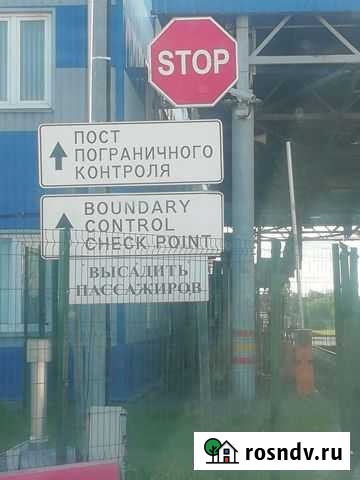 STOP
ПОСТ
ПОГРАНИЧНОГО
КОНТРОЛЯ
BOUNDARY
CONTROL
CHECK POINT
ВЫСАДИТЬ
ПАССАЖИРОВ
rosndv.ru